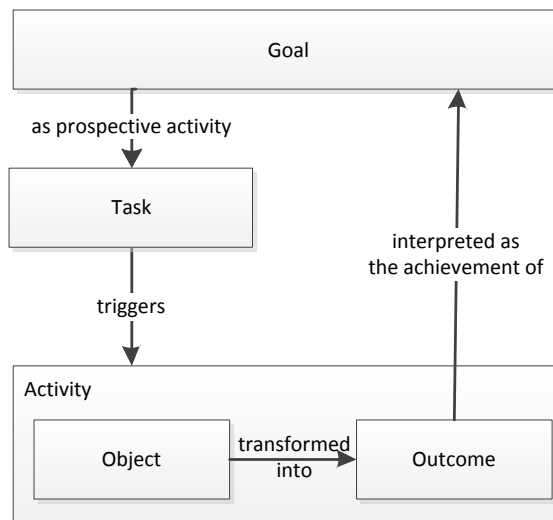 Goal
as prospective activity
Task
interpreted as
the achievement of
triggers
Activity
Object
transformed
into
Outcome